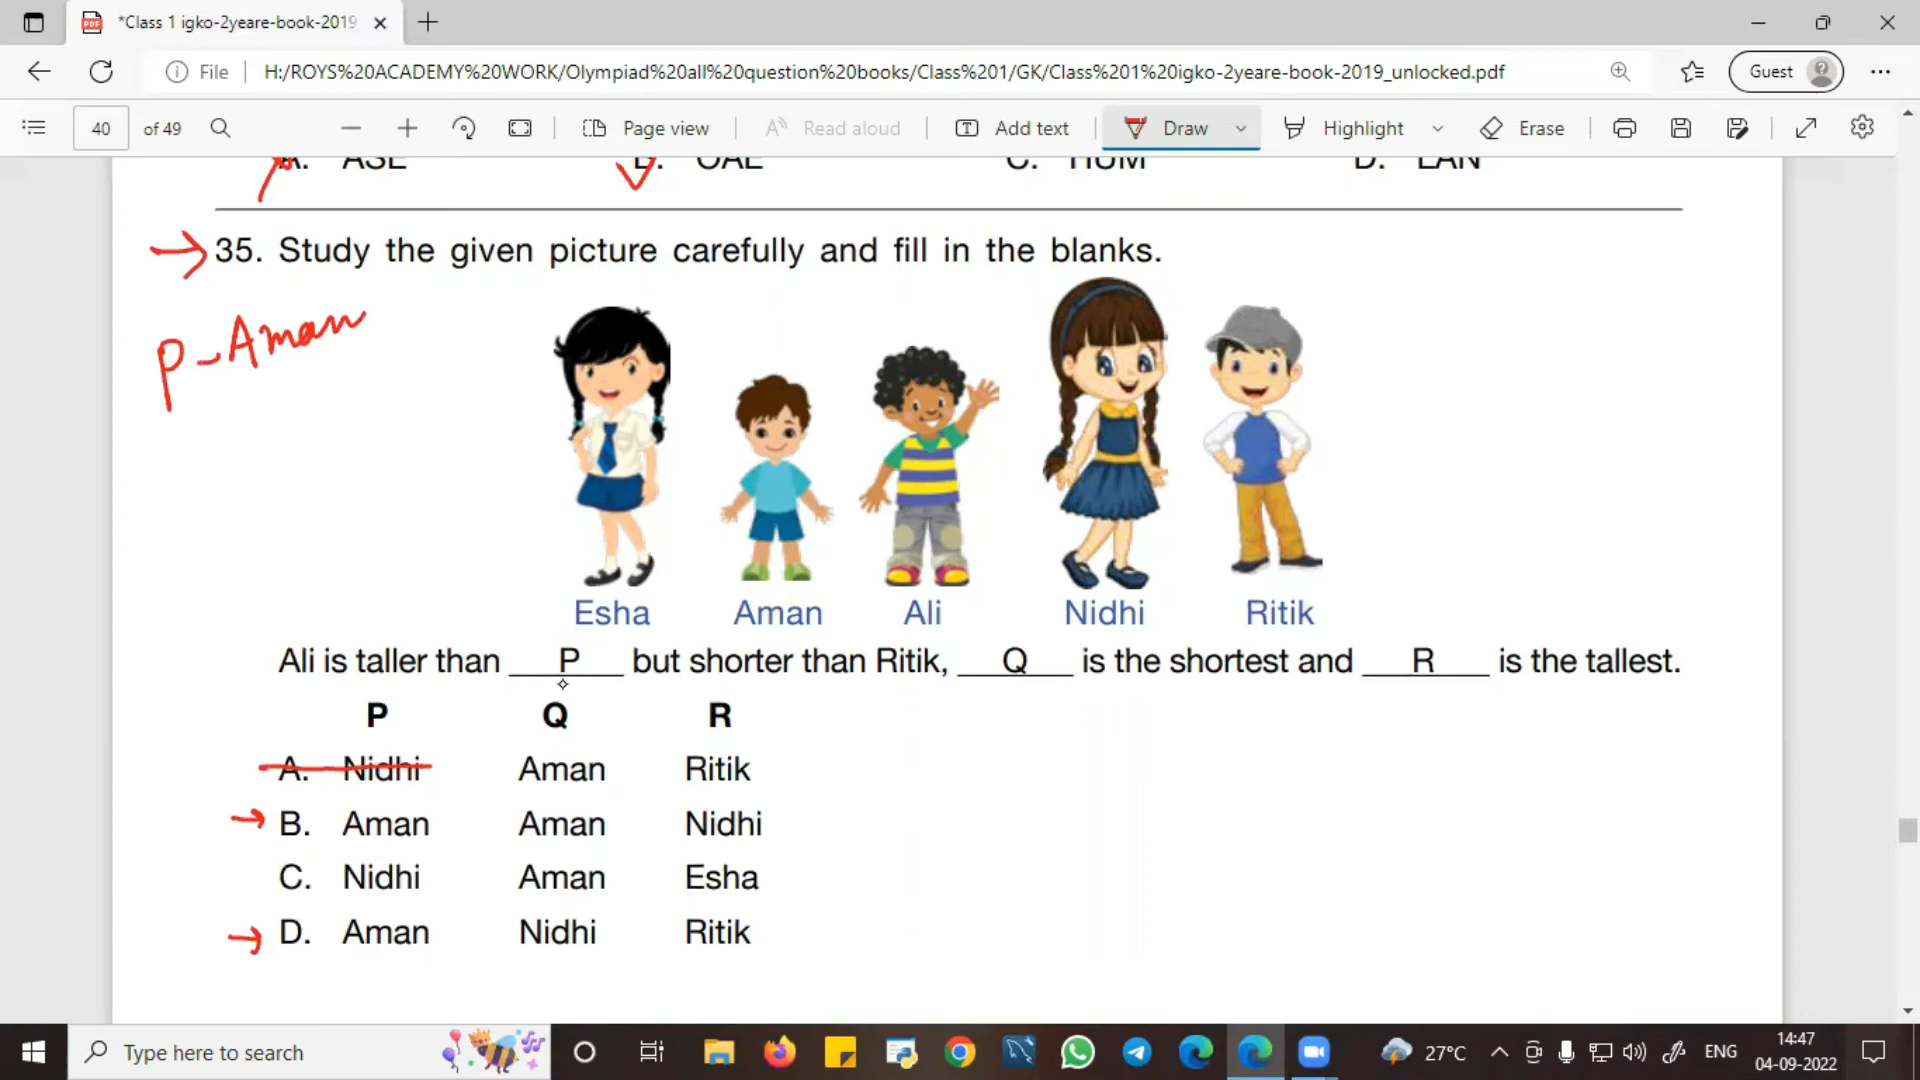 *Class 1 igko-2yeare-book-2019
File H:/ROYS%20ACADEMY%20WORK/Olympiad%20all%20question%20books/Class%201/GK/Class%201%20igko-2yeare-book-2019_unlocked.pdf Guest
40 of 49 Page view Read aloud Add text Draw Highlight Erase
A. ASE B. OAE C. HUM D. LAN
35. Study the given picture carefully and fill in the blanks.
P-Aman
Esha Aman Ali Nidhi Ritik
Ali is taller than P but shorter than Ritik, Q is the shortest and R is the tallest.
P Q R
A. Nidhi Aman Ritik
B. Aman Aman Nidhi
C. Nidhi Aman Esha
D. Aman Nidhi Ritik
Type here to search 27°C ENG 14:47
04-09-2022